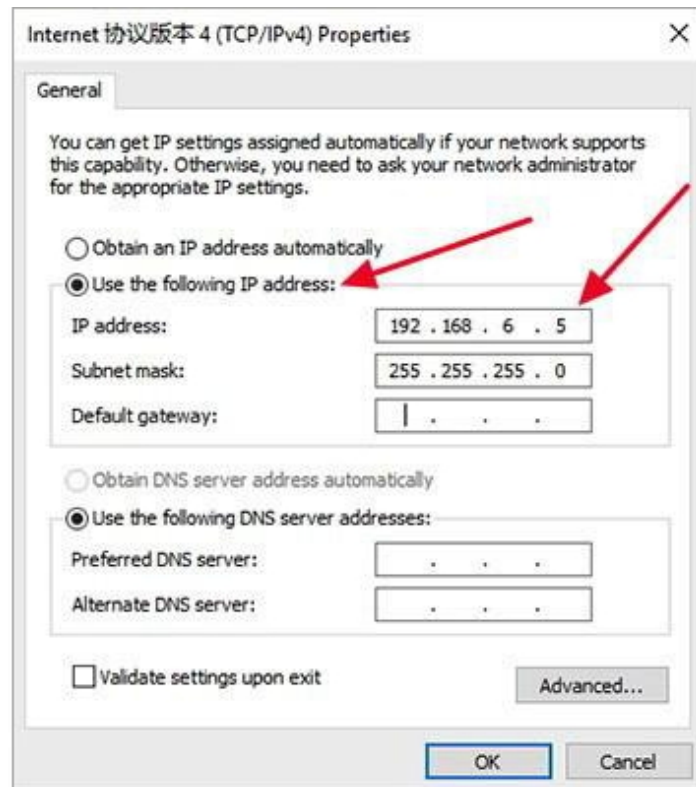 Internet 协议版本 4 (TCP/IPv4) Properties
General
You can get IP settings assigned automatically if your network supports
this capability. Otherwise, you need to ask your network administrator
for the appropriate IP settings.
Obtain an IP address automatically
Use the following IP address:
IP address: 192 . 168 . 6 . 5
Subnet mask: 255 . 255 . 255 . 0
Default gateway: . . .
Obtain DNS server address automatically
Use the following DNS server addresses:
Preferred DNS server: . . .
Alternate DNS server: . . .
Validate settings upon exit
Advanced...
OK Cancel